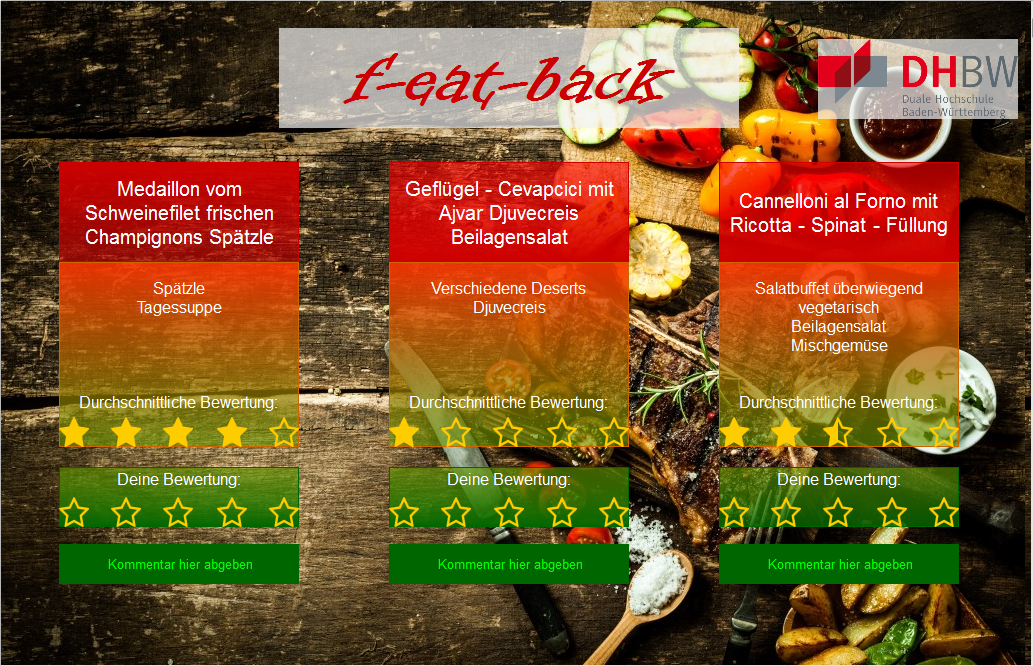 f-eat-back
DHBW
Duale Hochschule
Baden-Württemberg
Medaillon vom
Schweinefilet frischen
Champignons Spätzle
Spätzle
Tagessuppe
Durchschnittliche Bewertung:
Deine Bewertung:
Kommentar hier abgeben
Geflügel - Cevapcici mit
Ajvar Djuvecreis
Beilagensalat
Verschiedene Deserts
Djuvecreis
Durchschnittliche Bewertung:
Deine Bewertung:
Kommentar hier abgeben
Cannelloni al Forno mit
Ricotta - Spinat - Füllung
Salatbuffet überwiegend
vegetarisch
Beilagensalat
Mischgemüse
Durchschnittliche Bewertung:
Deine Bewertung:
Kommentar hier abgeben